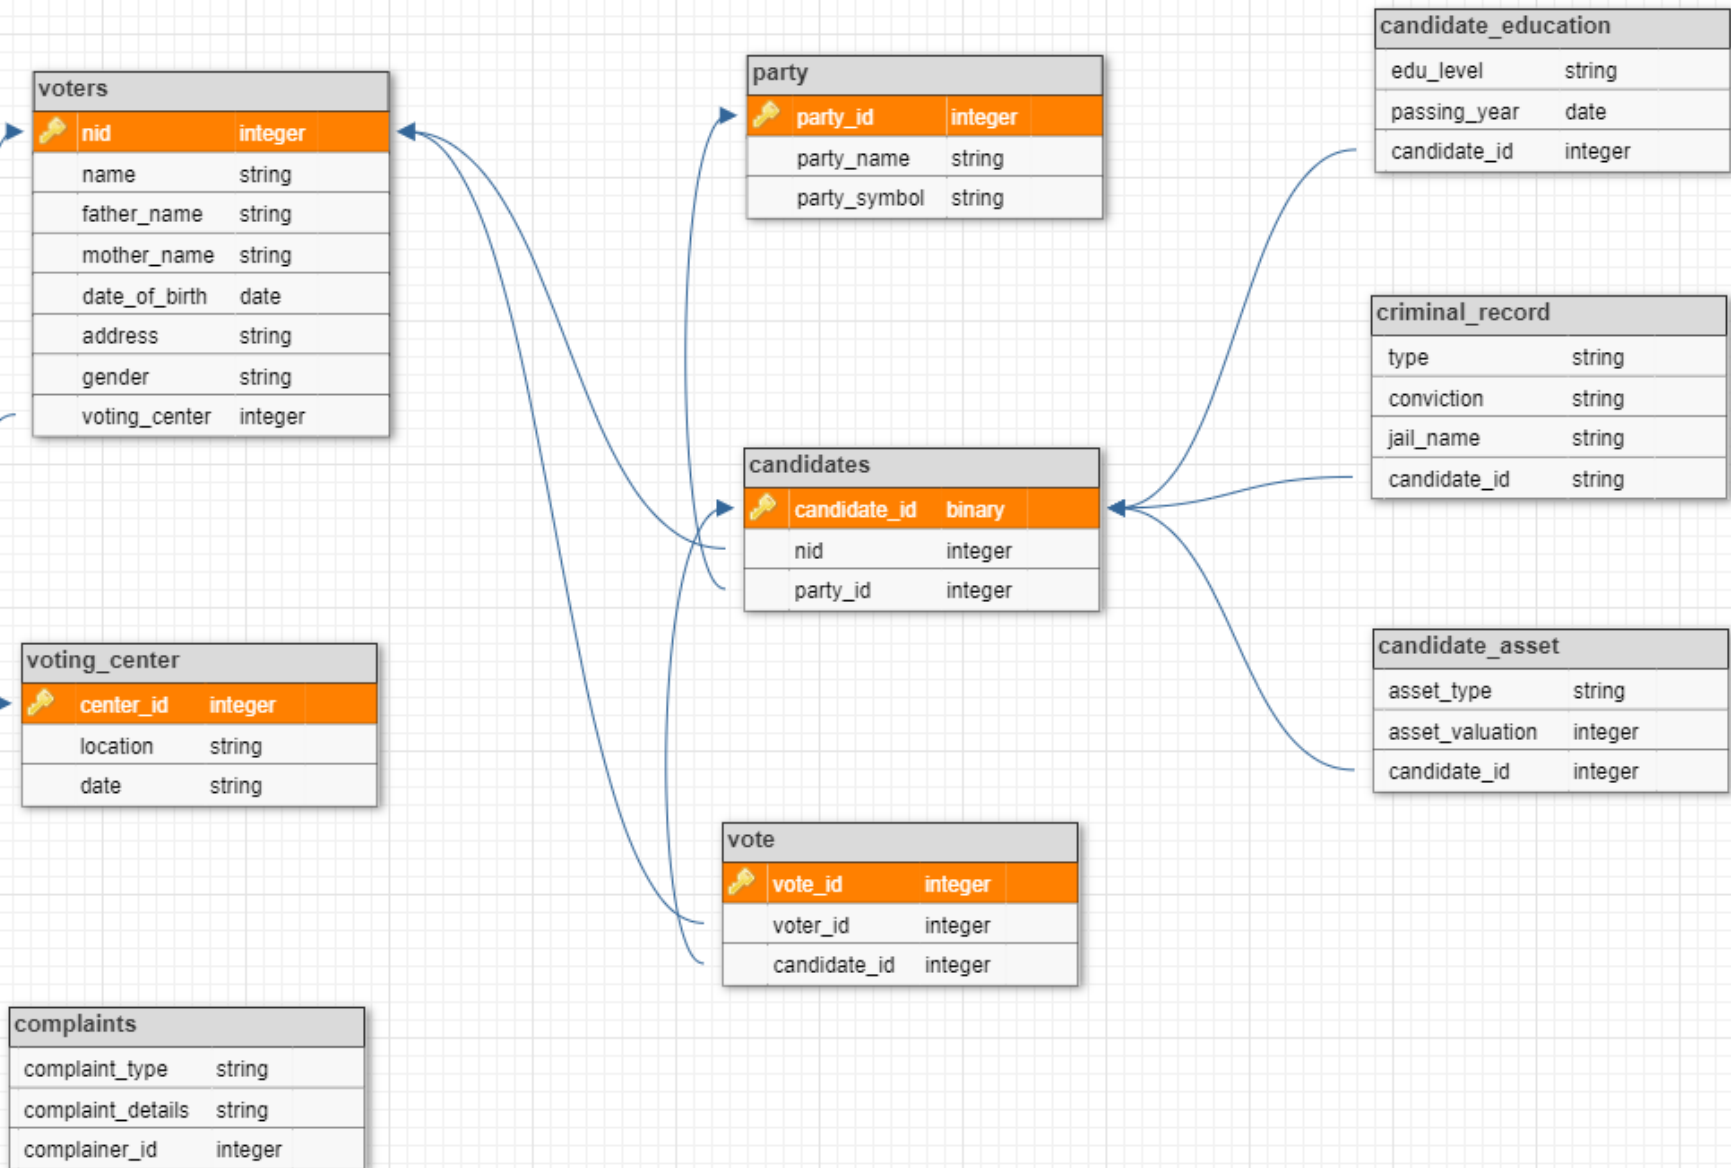 voters
nid integer
name string
father_name string
mother_name string
date_of_birth date
address string
gender string
voting_center integer
party
party_id integer
party_name string
party_symbol string
candidate_education
edu_level string
passing_year date
candidate_id integer
criminal_record
type string
conviction string
jail_name string
candidate_id string
candidates
candidate_id binary
nid integer
party_id integer
voting_center
center_id integer
location string
date string
candidate_asset
asset_type string
asset_valuation integer
candidate_id integer
vote
vote_id integer
voter_id integer
candidate_id integer
complaints
complaint_type string
complaint_details string
complainer_id integer